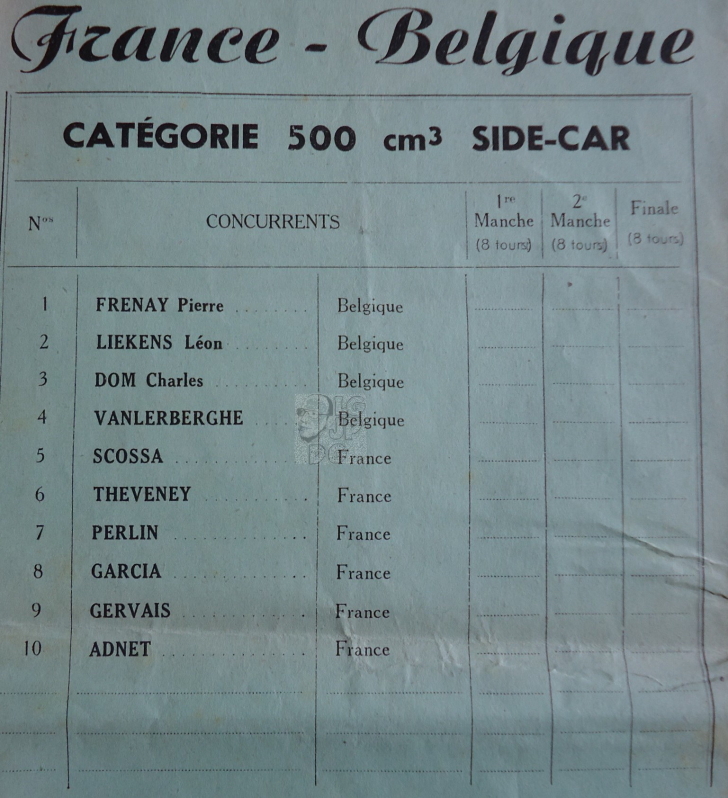 France - Belgique
CATÉGORIE 500 cm3 SIDE-CAR
Nos CONCURRENTS 1re Manche (8 tours) 2e Manche (8 tours) Finale (8 tours)
1 FRENAY Pierre Belgique
2 LIEKENS Léon Belgique
3 DOM Charles Belgique
4 VANLERBERGHE Belgique
5 SCOSSA France
6 THEVENEY France
7 PERLIN France
8 GARCIA France
9 GERVAIS France
10 ADNET France